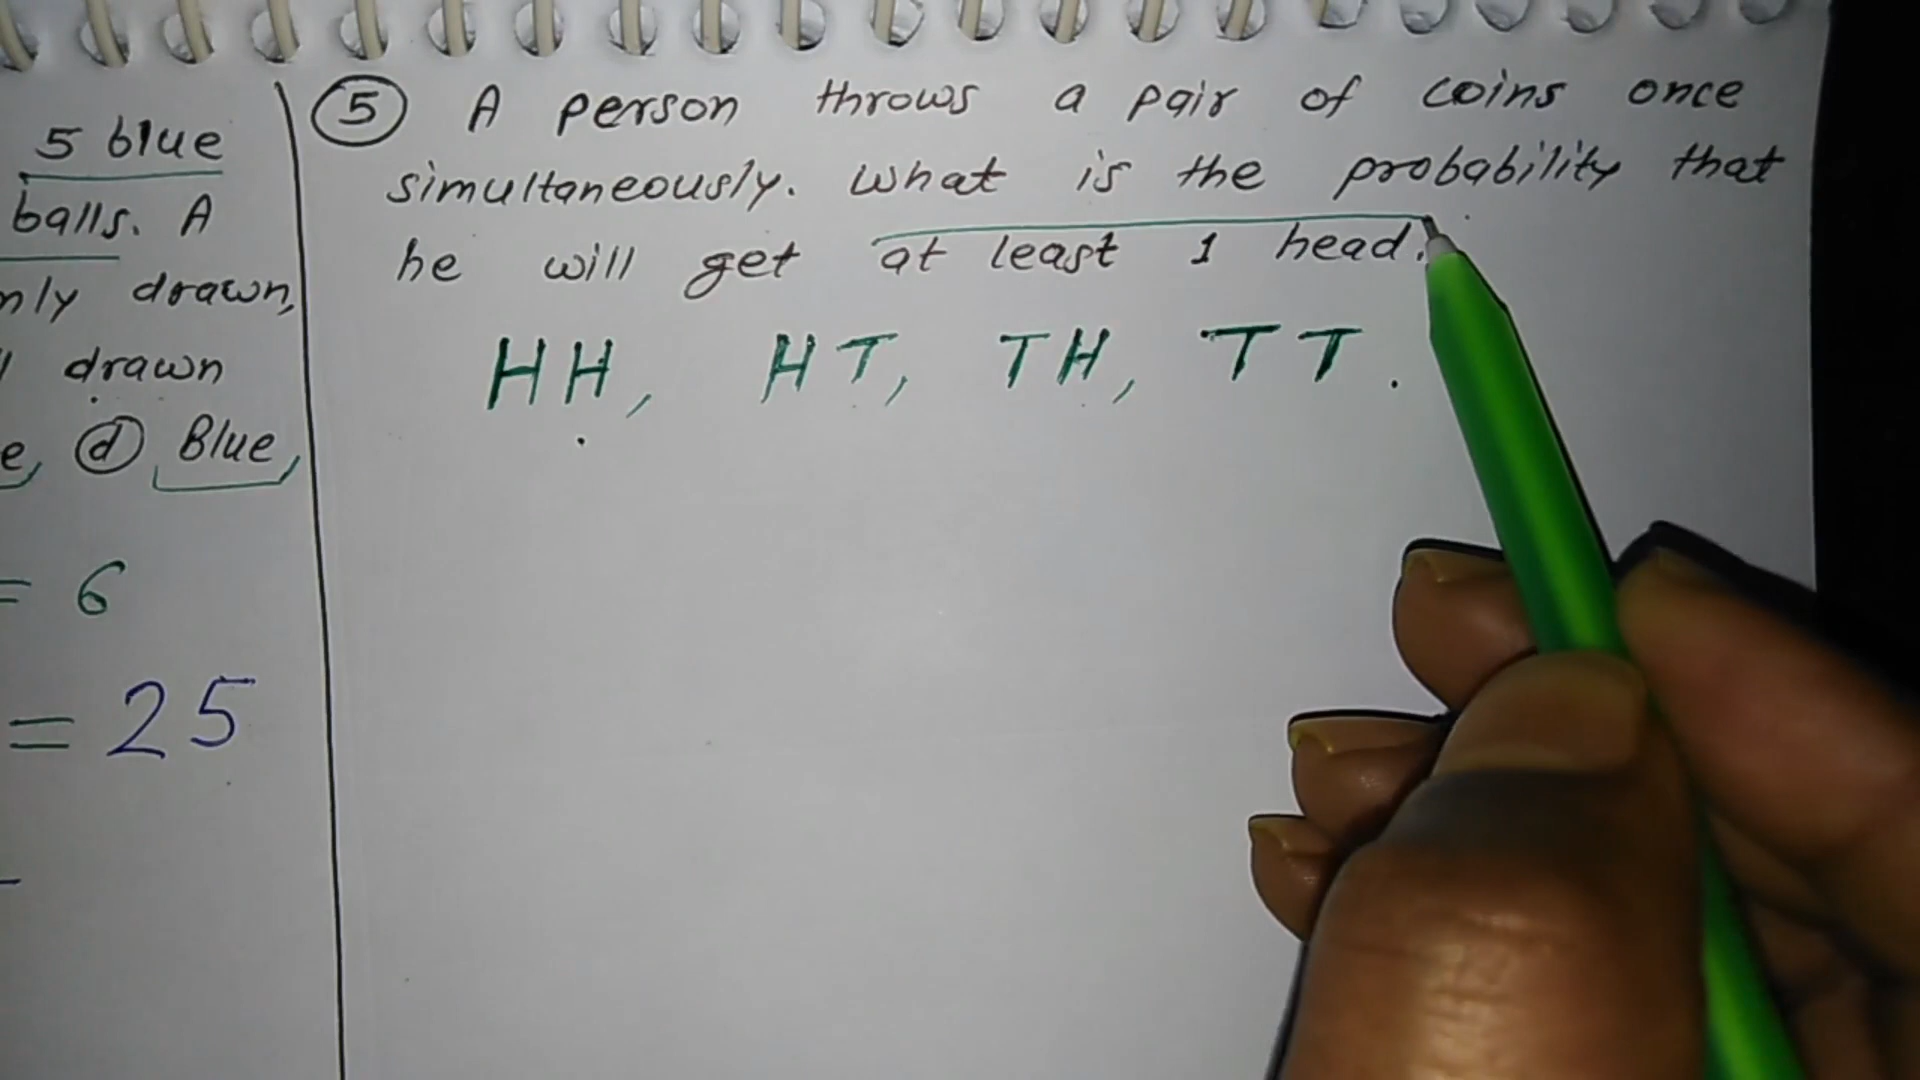 5 blue
balls. A
drawn,
drawn
d Blue,
= 6
= 25
5 A person throws a pair of coins once
simultaneously. What is the probability that
he will get at least 1 head.
HH, HT, TH, TT.